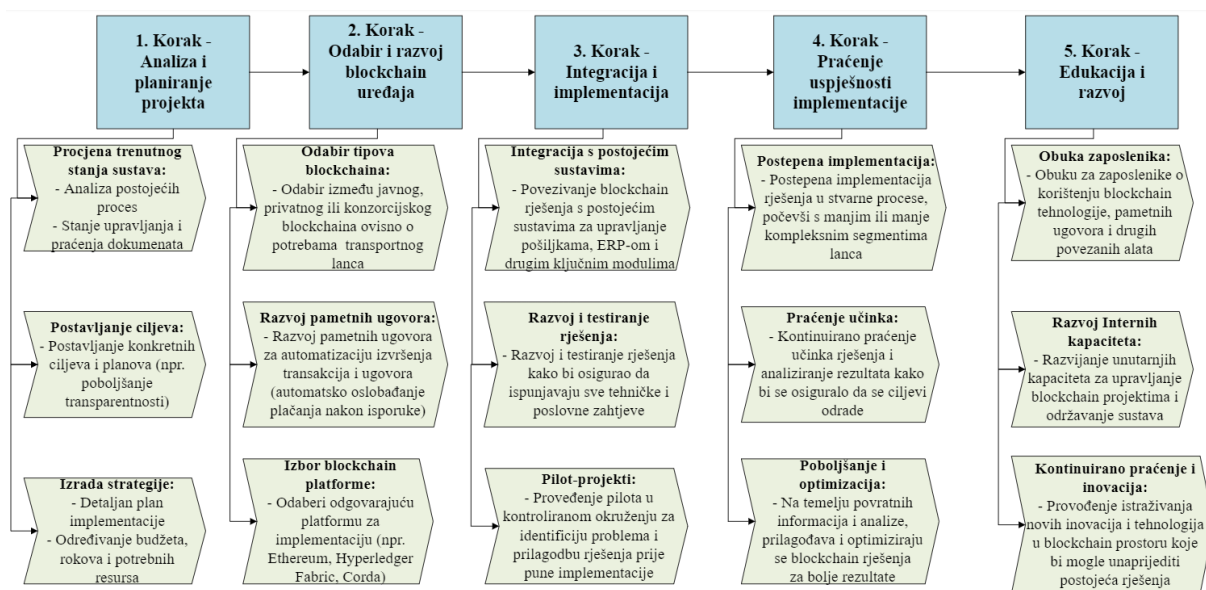 1. Korak -
Analiza i
planiranje
projekta
2. Korak -
Odabir i razvoj
blockchain
uređaja
3. Korak -
Integracija i
implementacija
4. Korak -
Praćenje
uspješnosti
implementacije
5. Korak -
Edukacija i
razvoj
Procjena trenutnog
stanja sustava:
- Analiza postojećih
proces
- Stanje upravljanja i
praćenja dokumenata
Postavljanje ciljeva:
- Postavljanje konkretnih
ciljeva i planova (npr.
poboljšanje
transparentnosti)
Izrada strategije:
- Detaljan plan
implementacije
- Određivanje budžeta,
rokova i potrebnih
resursa
Odabir tipova
blockchaina:
- Odabir između javnog,
privatnog ili konzorcijskog
blockchaina ovisno o
potrebama transportnog
lanca
Razvoj pametnih ugovora:
- Razvoj pametnih ugovora
za automatizaciju izvršenja
transakcija i ugovora
(automatsko oslobađanje
plačanja nakon isporuke)
Izbor blockchain
platforme:
- Odaberi odgovarajuću
platformu za
implementaciju (npr.
Ethereum, Hyperledger
Fabric, Corda)
Integracija s postojećim
sustavima:
- Povezivanje blockchain
rješenja s postojećim
sustavima za upravljanje
pošiljkama, ERP-om i
drugim ključnim modulima
Razvoj i testiranje
rješenja:
- Razvoj i testiranje rješenja
kako bi osigurao da
ispunjavaju sve tehničke i
poslovne zahtjeve
Pilot-projekti:
- Proveđenje pilota u
kontroliranom okruženju za
identificiju problema i
prilagodbu rješenja prije
pune implementacije
Postepena implementacija:
- Postepena implementacija
rješenja u stvarne procese,
počevši s manjim ili manje
kompleksnim segmentima
lanca
Praćenje učinka:
- Kontinuirano praćenje
učinka rješenja i
analiziranje rezultata kako
bi se osiguralo da se ciljevi
odrade
Poboljšanje i
optimizacija:
- Na temelju povratnih
informacija i analize,
prilagođava i optimiziraju
se blockchain rješenja
za bolje rezultate
Obuka zaposlenika:
- Obuku za zaposlenike o
korištenju blockchain
tehnologije, pametnih
ugovora i drugih
povezanih alata
Razvoj Internih
kapaciteta:
- Razvijanje unutarnjih
kapaciteta za upravljanje
blockchain projektima i
održavanje sustava
Kontinuirano praćenje i
inovacija:
- Provođenje istraživanja
novih inovacija i tehnologija
u blockchain prostoru koje
bi mogle unaprijediti
postojeća rješenja